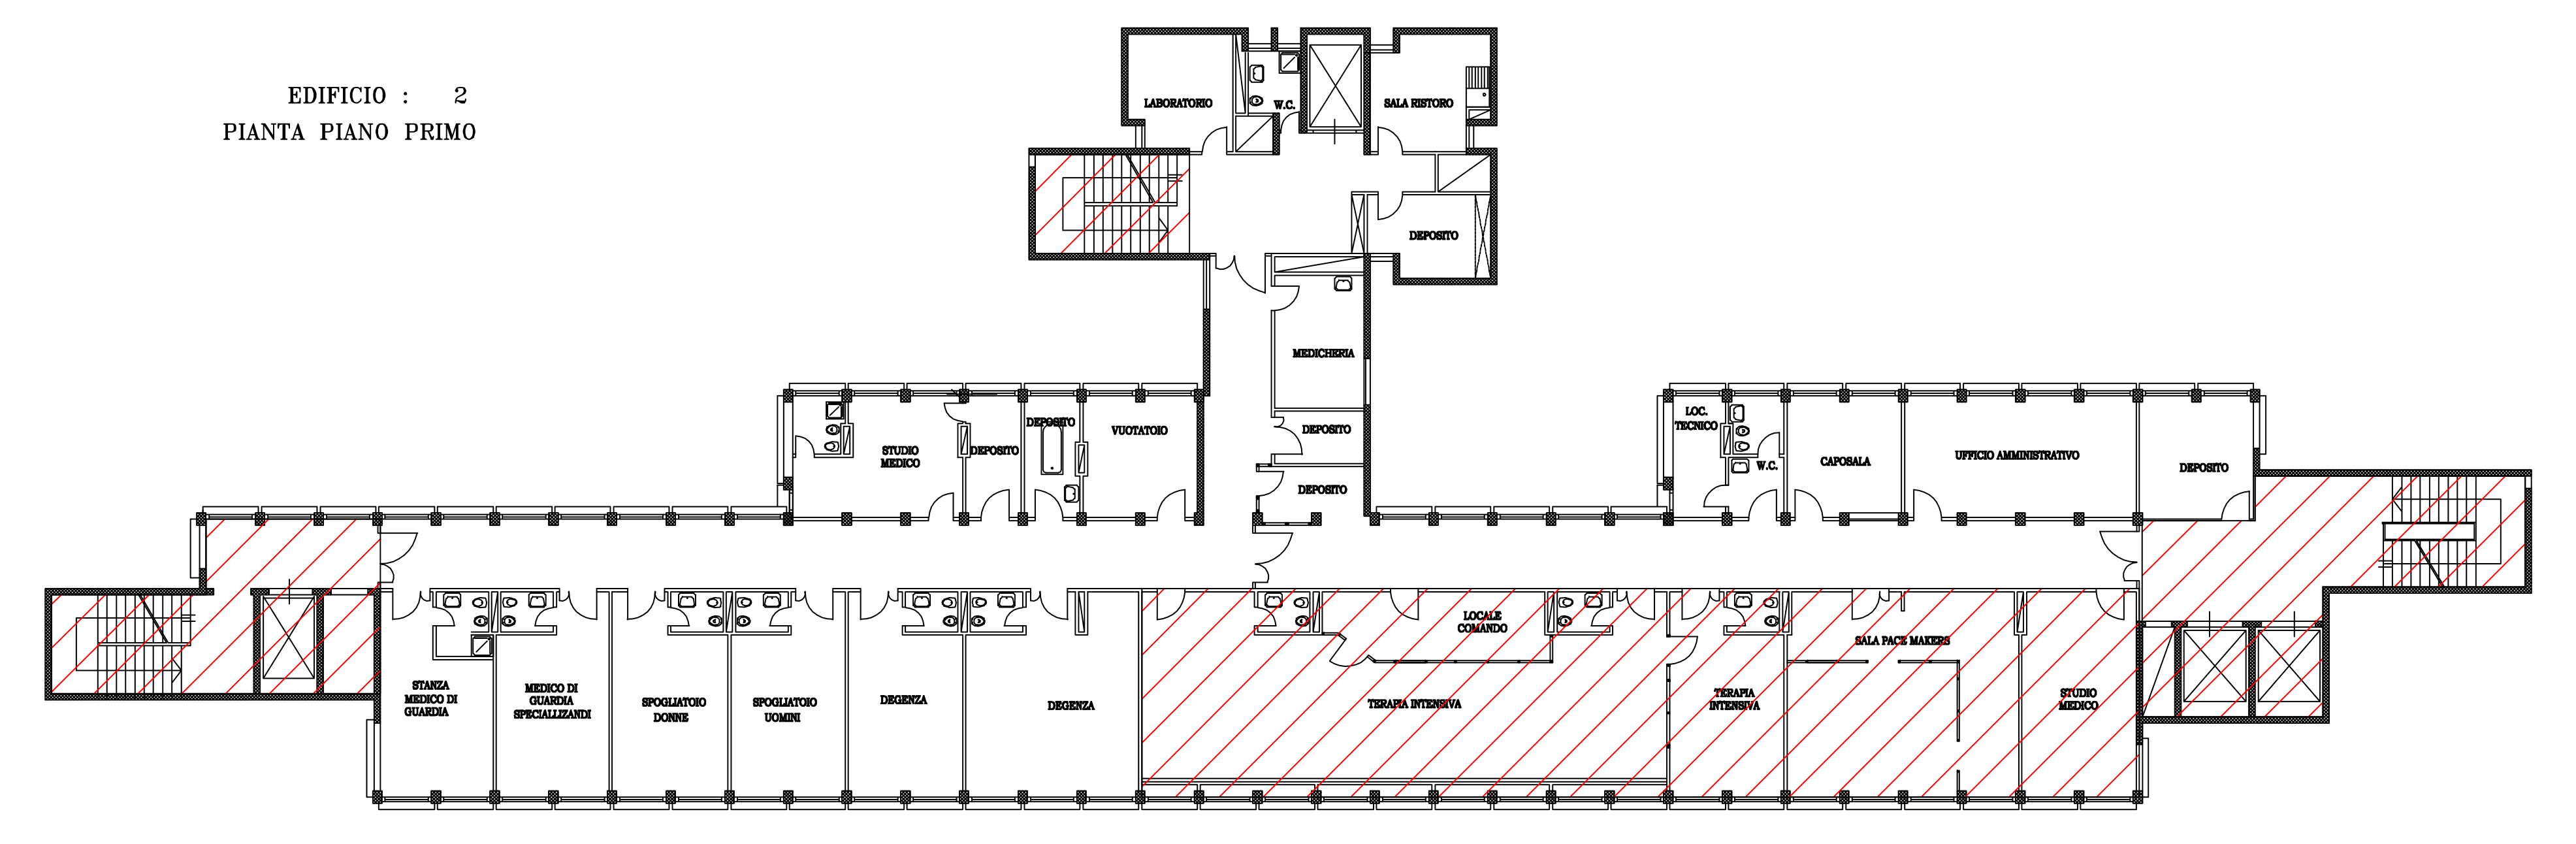 EDIFICIO : 2
PIANTA PIANO PRIMO
LABORATORIO
W.C.
SALA RISTORO
DEPOSITO
MEDICHERIA
DEPOSITO
DEPOSITO
STUDIO
MEDICO
DEPOSITO
DEPOSITO
VUOTATOIO
LOC.
TECNICO
W.C.
CAPOSALA
UFFICIO AMMINISTRATIVO
DEPOSITO
STANZA
MEDICO DI
GUARDIA
MEDICO DI
GUARDIA
SPECIALLIZANDI
SPOGLIATOIO
DONNE
SPOGLIATOIO
UOMINI
DEGENZA
DEGENZA
TERAPIA INTENSIVA
LOCALE
COMANDO
TERAPIA
INTENSIVA
SALA PACE MAKERS
STUDIO
MEDICO